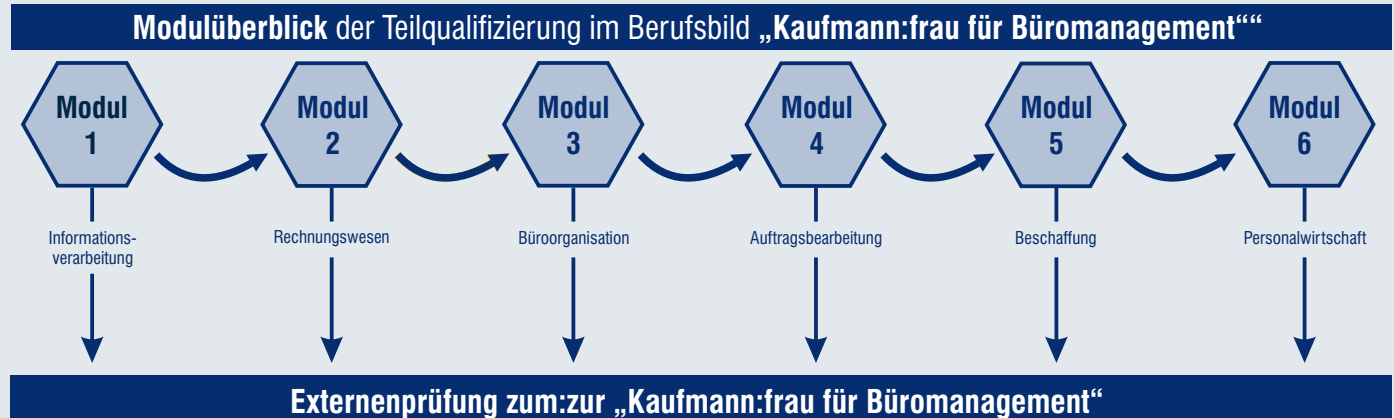 Modulüberblick der Teilqualifizierung im Berufsbild „Kaufmann:frau für Büromanagement““
Modul
1
Modul
2
Modul
3
Modul
4
Modul
5
Modul
6
Informations-
verarbeitung
Rechnungswesen
Büroorganisation
Auftragsbearbeitung
Beschaffung
Personalwirtschaft
Externenprüfung zum:zur „Kaufmann:frau für Büromanagement“